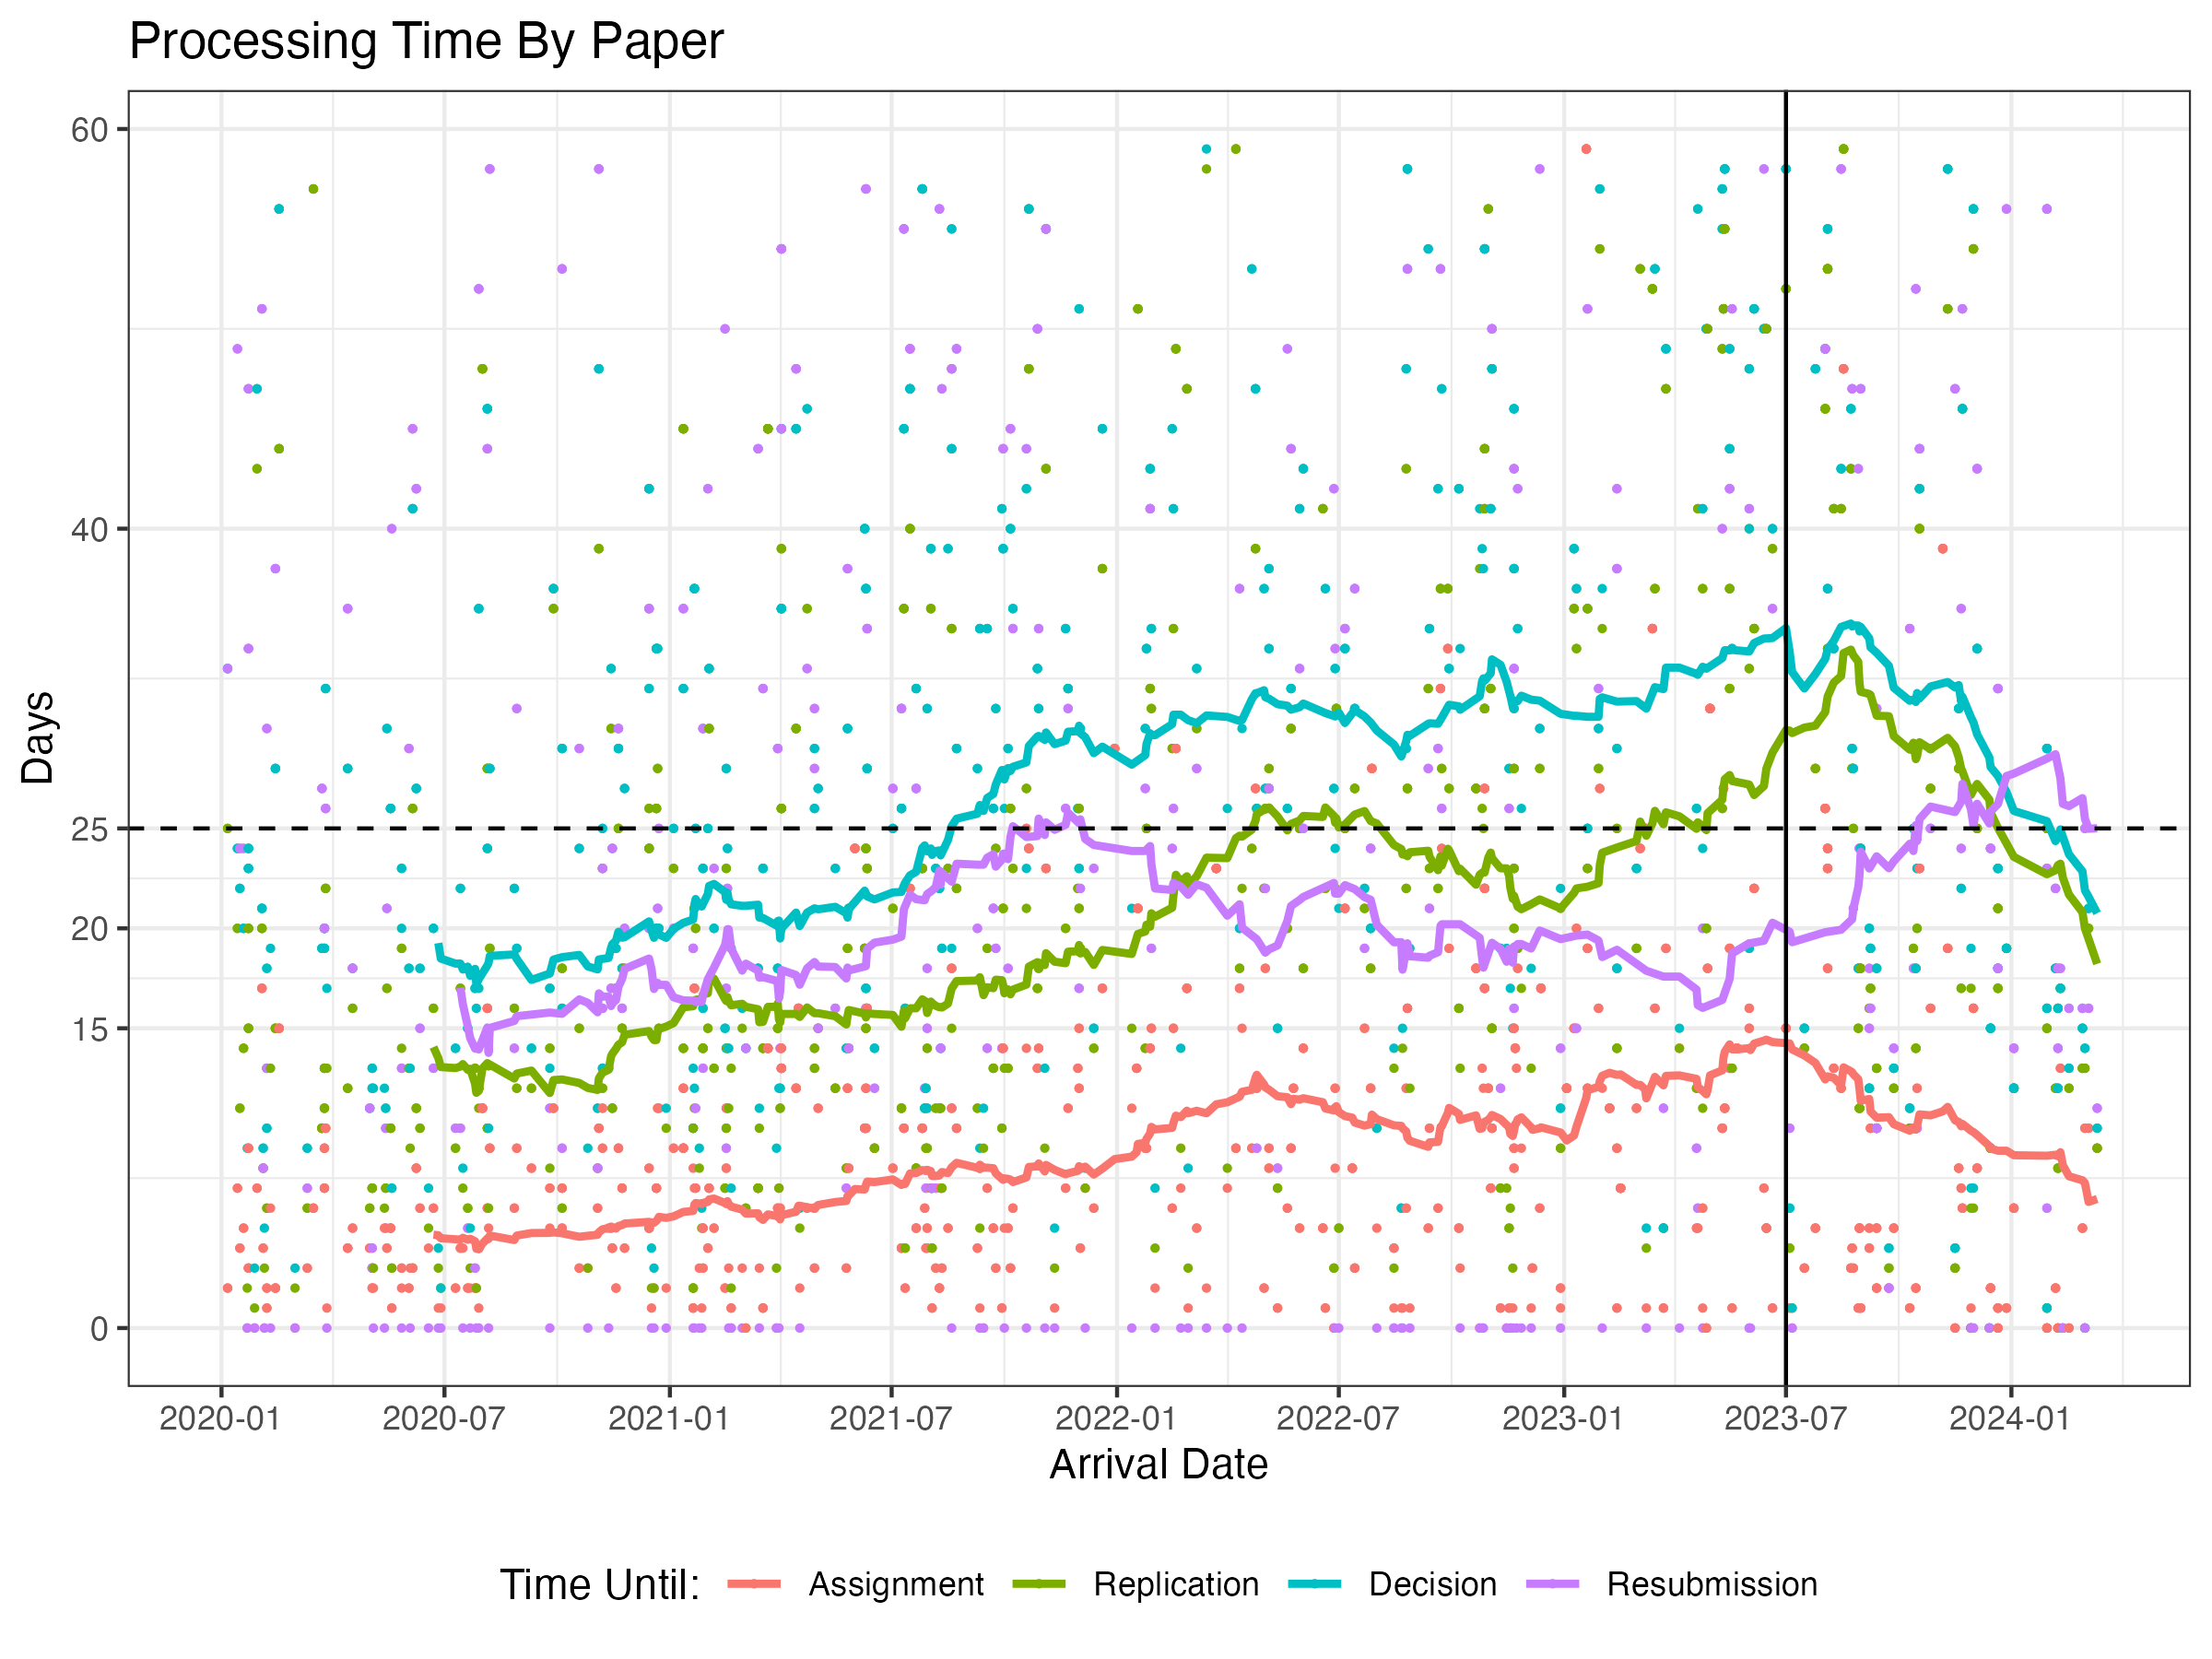 Processing Time By Paper
60
40
25
20
15
0
Days
2020-01 2020-07 2021-01 2021-07 2022-01 2022-07 2023-01 2023-07 2024-01
Arrival Date
Time Until: Assignment Replication Decision Resubmission